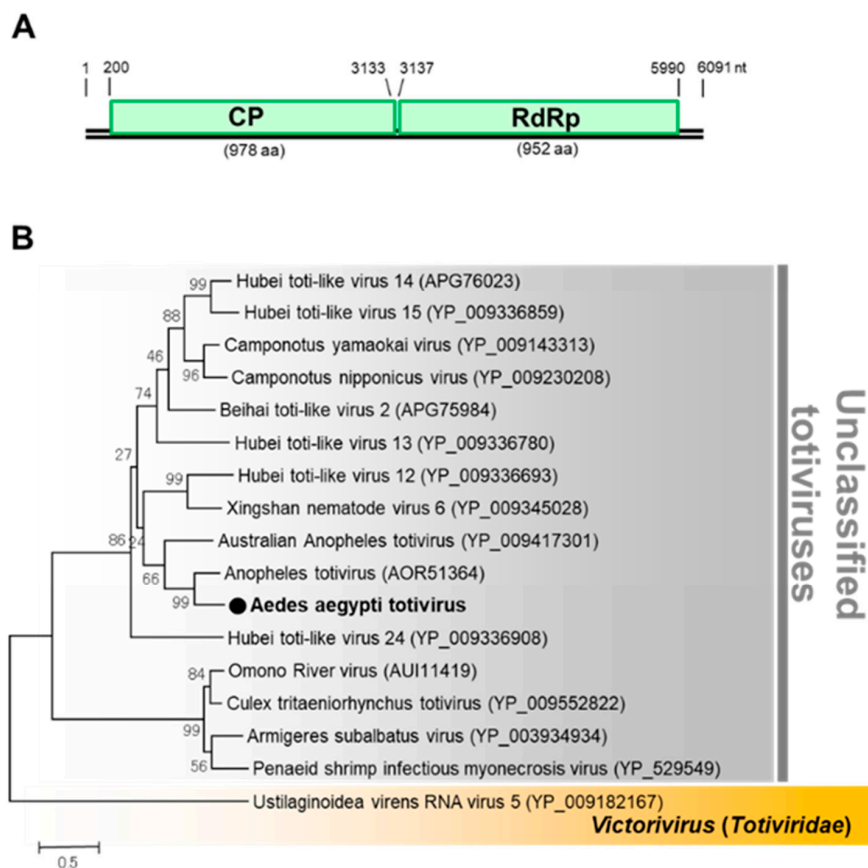 A
1 200 3133 3137 5990 6091 nt
CP RdRp
(978 aa) (952 aa)
B
99 Hubei toti-like virus 14 (APG76023)
Hubei toti-like virus 15 (YP_009336859)
88
Camponotus yamaokai virus (YP_009143313)
96 Camponotus nipponicus virus (YP_009230208)
46
Beihai toti-like virus 2 (APG75984)
74
Hubei toti-like virus 13 (YP_009336780)
27
99 Hubei toti-like virus 12 (YP_009336693)
Xingshan nematode virus 6 (YP_009345028)
86 24 Australian Anopheles totivirus (YP_009417301)
66 Anopheles totivirus (AOR51364)
99 Aedes aegypti totivirus
Hubei toti-like virus 24 (YP_009336908)
84 Omono River virus (AUI11419)
Culex tritaeniorhynchus totivirus (YP_009552822)
99 Armigeres subalbatus virus (YP_003934934)
56 Penaeid shrimp infectious myonecrosis virus (YP_529549)
Ustilaginoidea virens RNA virus 5 (YP_009182167)
Victorivirus (Totiviridae)
0.5
Unclassified
totiviruses